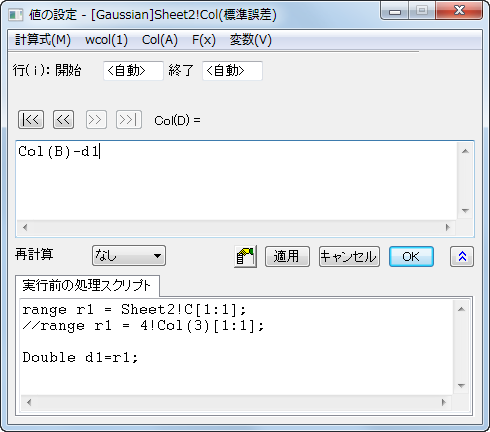 値の設定 - [Gaussian]Sheet2!Col(標準誤差)
計算式(M) wcol(1) Col(A) F(x) 変数(V)
行(i): 開始 <自動> 終了 <自動>
|<< << >> >>| Col(D) =
Col(B)-d1
再計算 なし 適用 キャンセル OK
実行前の処理スクリプト
range r1 = Sheet2!C[1:1];
//range r1 = 4!Col(3)[1:1];
Double d1=r1;